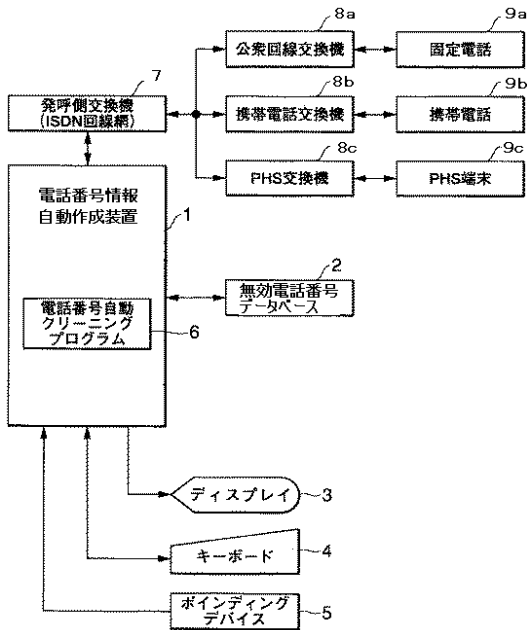 8a
公衆回線交換機
9a
固定電話
7
発呼側交換機
(ISDN回線網)
8b
携帯電話交換機
9b
携帯電話
8c
PHS交換機
9c
PHS端末
電話番号情報
自動作成装置
1
2
無効電話番号
データベース
電話番号自動
クリーニング
プログラム
6
ディスプレイ
3
キーボード
4
ポインディング
デバイス
5